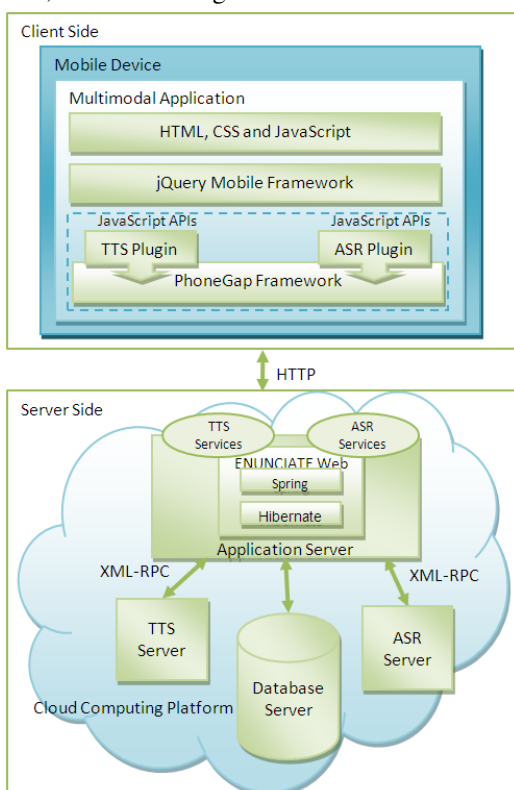 Client Side
Mobile Device
Multimodal Application
HTML, CSS and JavaScript
jQuery Mobile Framework
JavaScript APIs
JavaScript APIs
TTS Plugin
ASR Plugin
PhoneGap Framework
HTTP
Server Side
TTS
Services
ASR
Services
ENUNCIATE Web
Spring
Hibernate
Application Server
XML-RPC
XML-RPC
TTS
Server
ASR
Server
Database
Server
Cloud Computing Platform